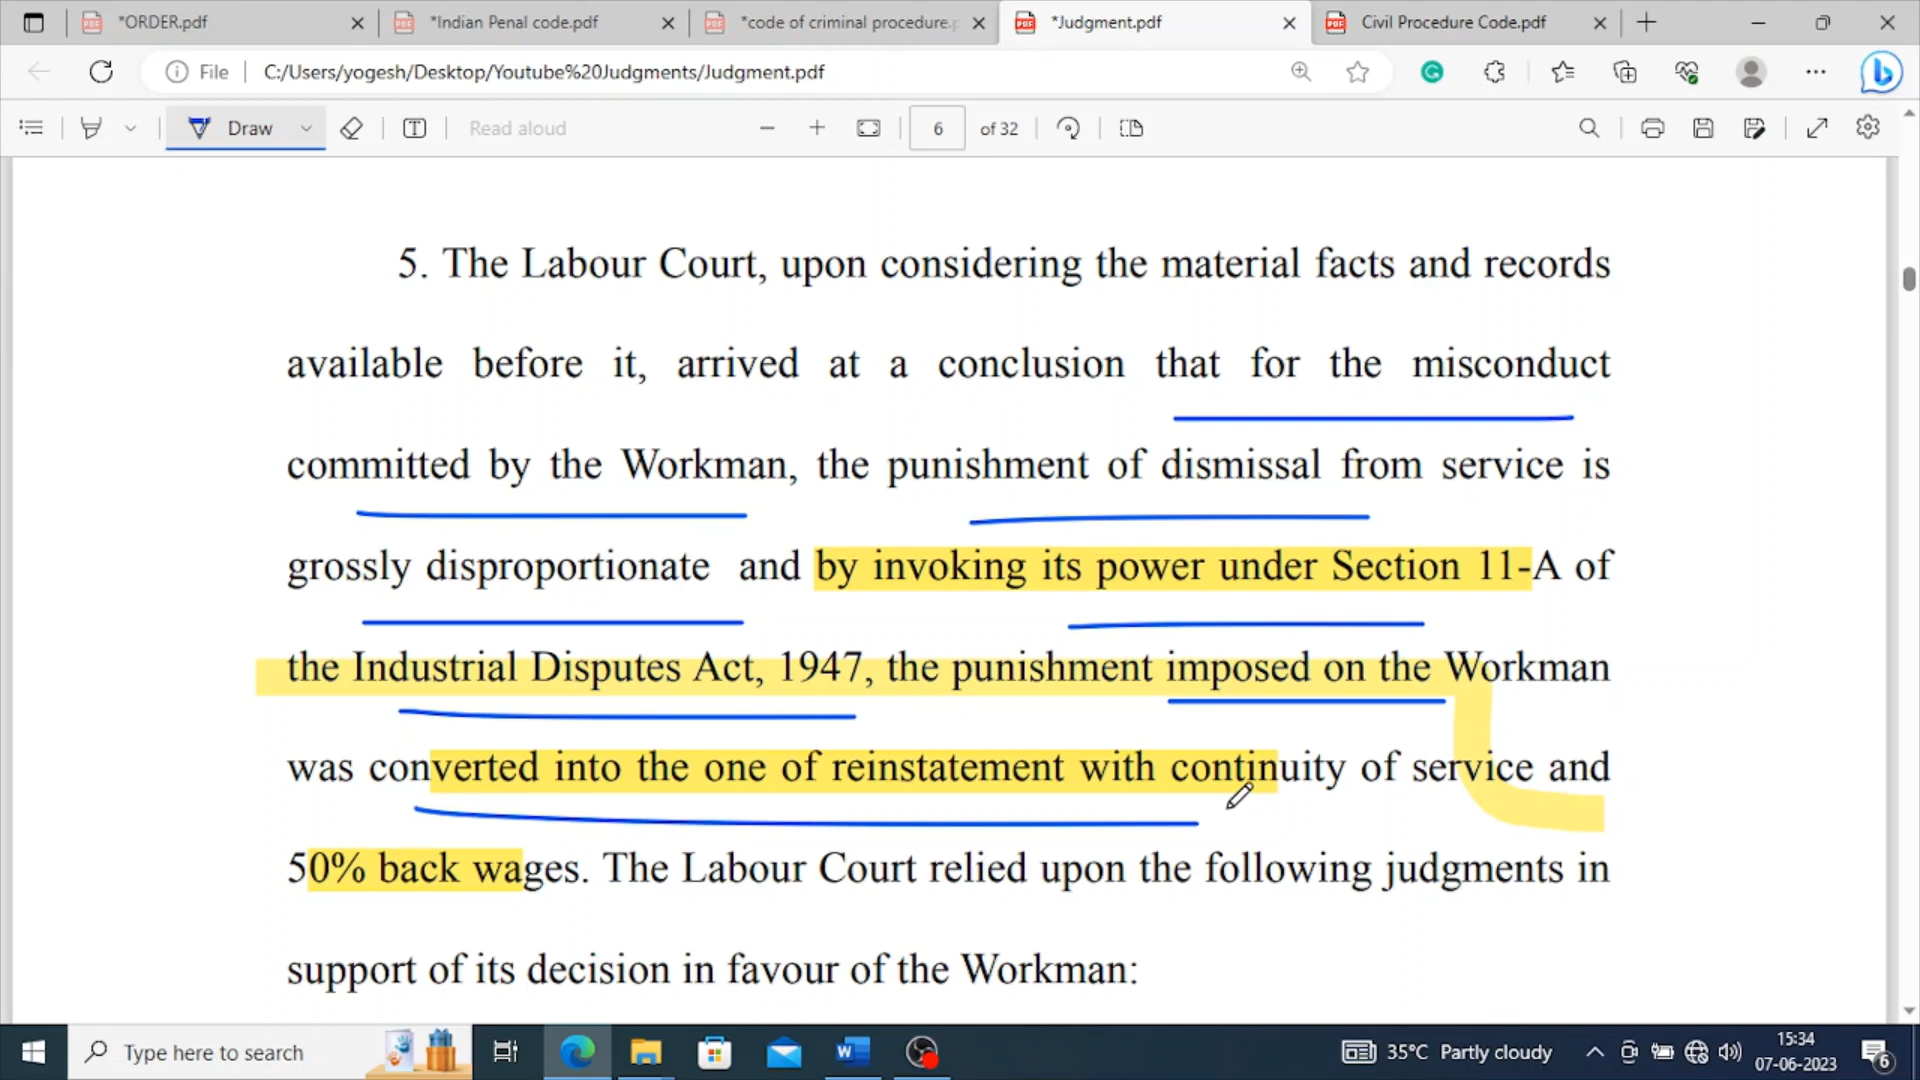 *ORDER.pdf
*Indian Penal code.pdf
*code of criminal procedure.p
*Judgment.pdf
Civil Procedure Code.pdf
File
C:/Users/yogesh/Desktop/Youtube%20Judgments/Judgment.pdf
Draw
Read aloud
6
of 32
5. The Labour Court, upon considering the material facts and records
available before it, arrived at a conclusion that for the misconduct
committed by the Workman, the punishment of dismissal from service is
grossly disproportionate and by invoking its power under Section 11-A of
the Industrial Disputes Act, 1947, the punishment imposed on the Workman
was converted into the one of reinstatement with continuity of service and
50% back wages. The Labour Court relied upon the following judgments in
support of its decision in favour of the Workman:
Type here to search
35°C Partly cloudy
15:34
07-06-2023
6